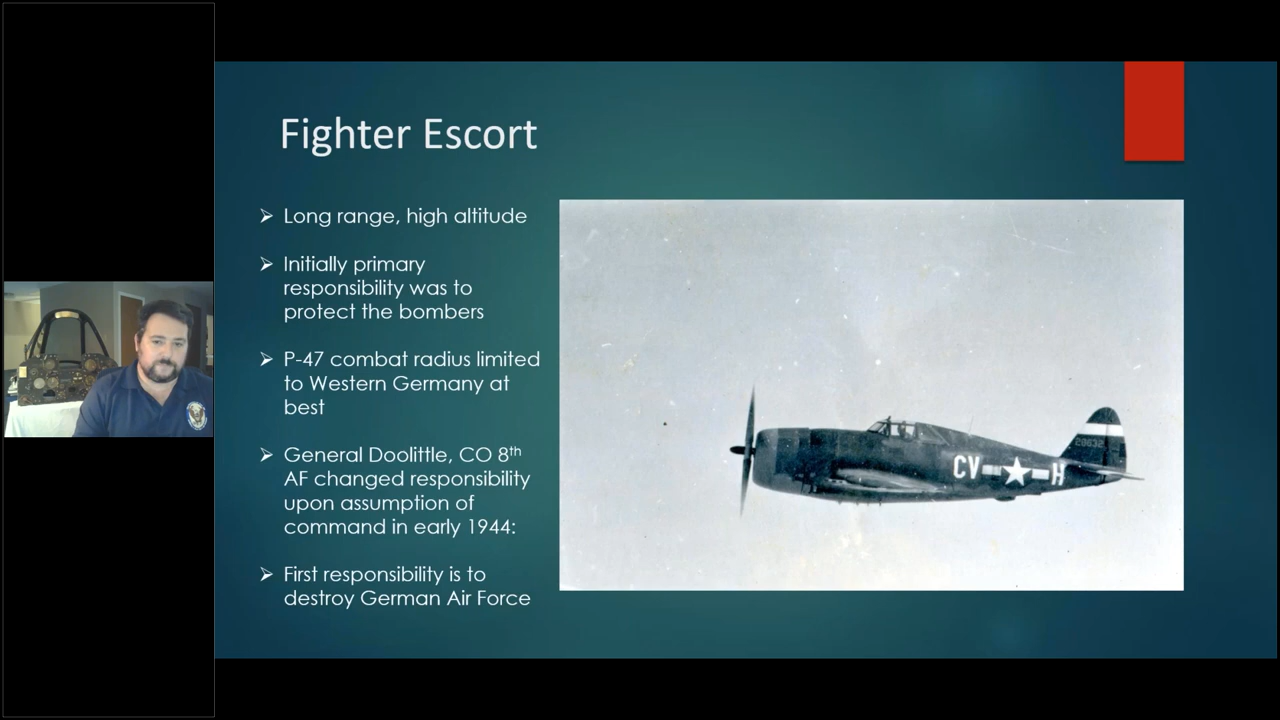 Fighter Escort
➢ Long range, high altitude
➢ Initially primary
responsibility was to
protect the bombers
➢ P-47 combat radius limited
to Western Germany at
best
➢ General Doolittle, CO 8th
AF changed responsibility
upon assumption of
command in early 1944:
➢ First responsibility is to
destroy German Air Force
CV H